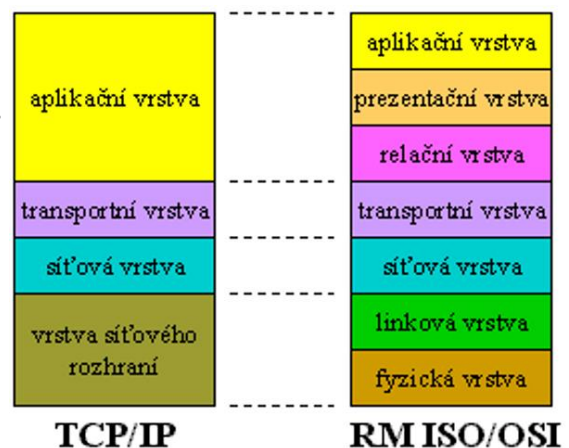 aplikační vrstva
transportní vrstva
síťová vrstva
vrstva síťového
rozhraní
TCP/IP
aplikační vrstva
prezentační vrstva
relační vrstva
transportní vrstva
síťová vrstva
linková vrstva
fyzická vrstva
RM ISO/OSI